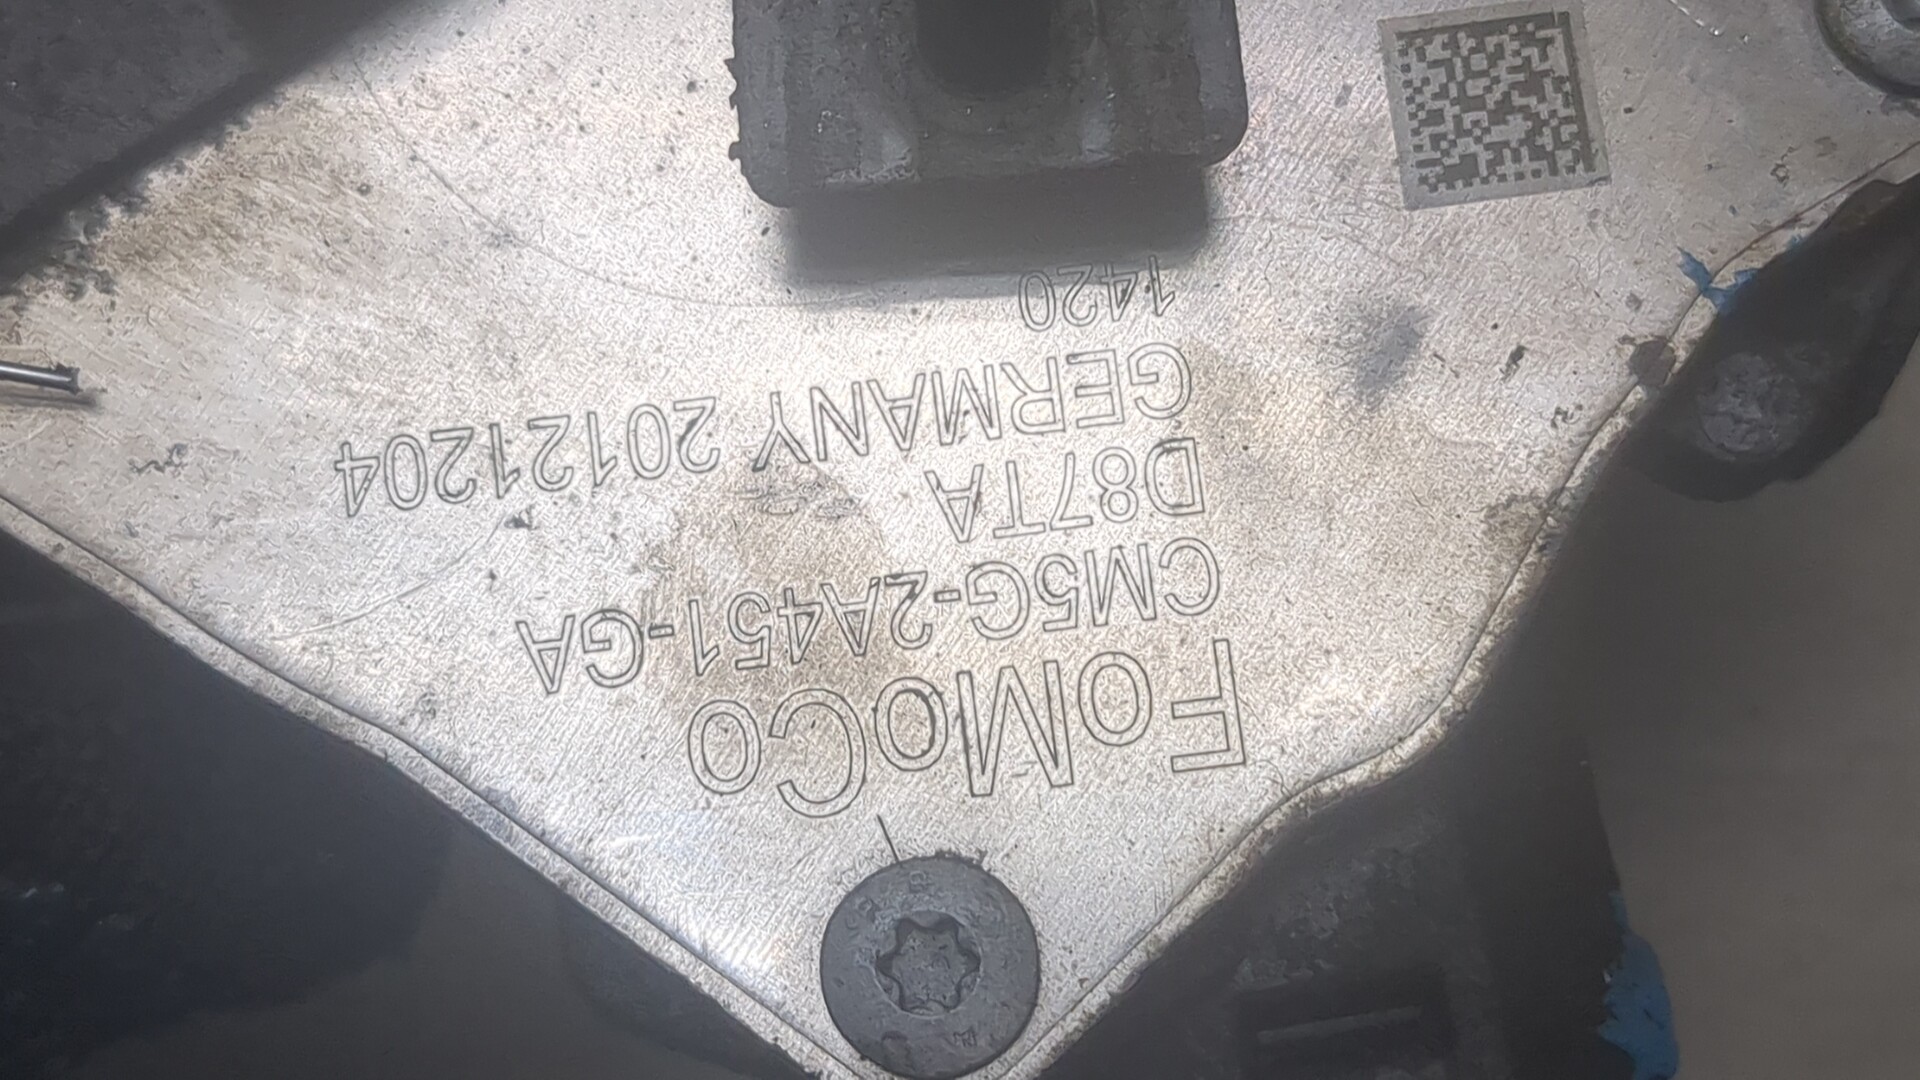 FoMoCo
CM5G-2A451-GA
D87TA
GERMANY 20121204
1420